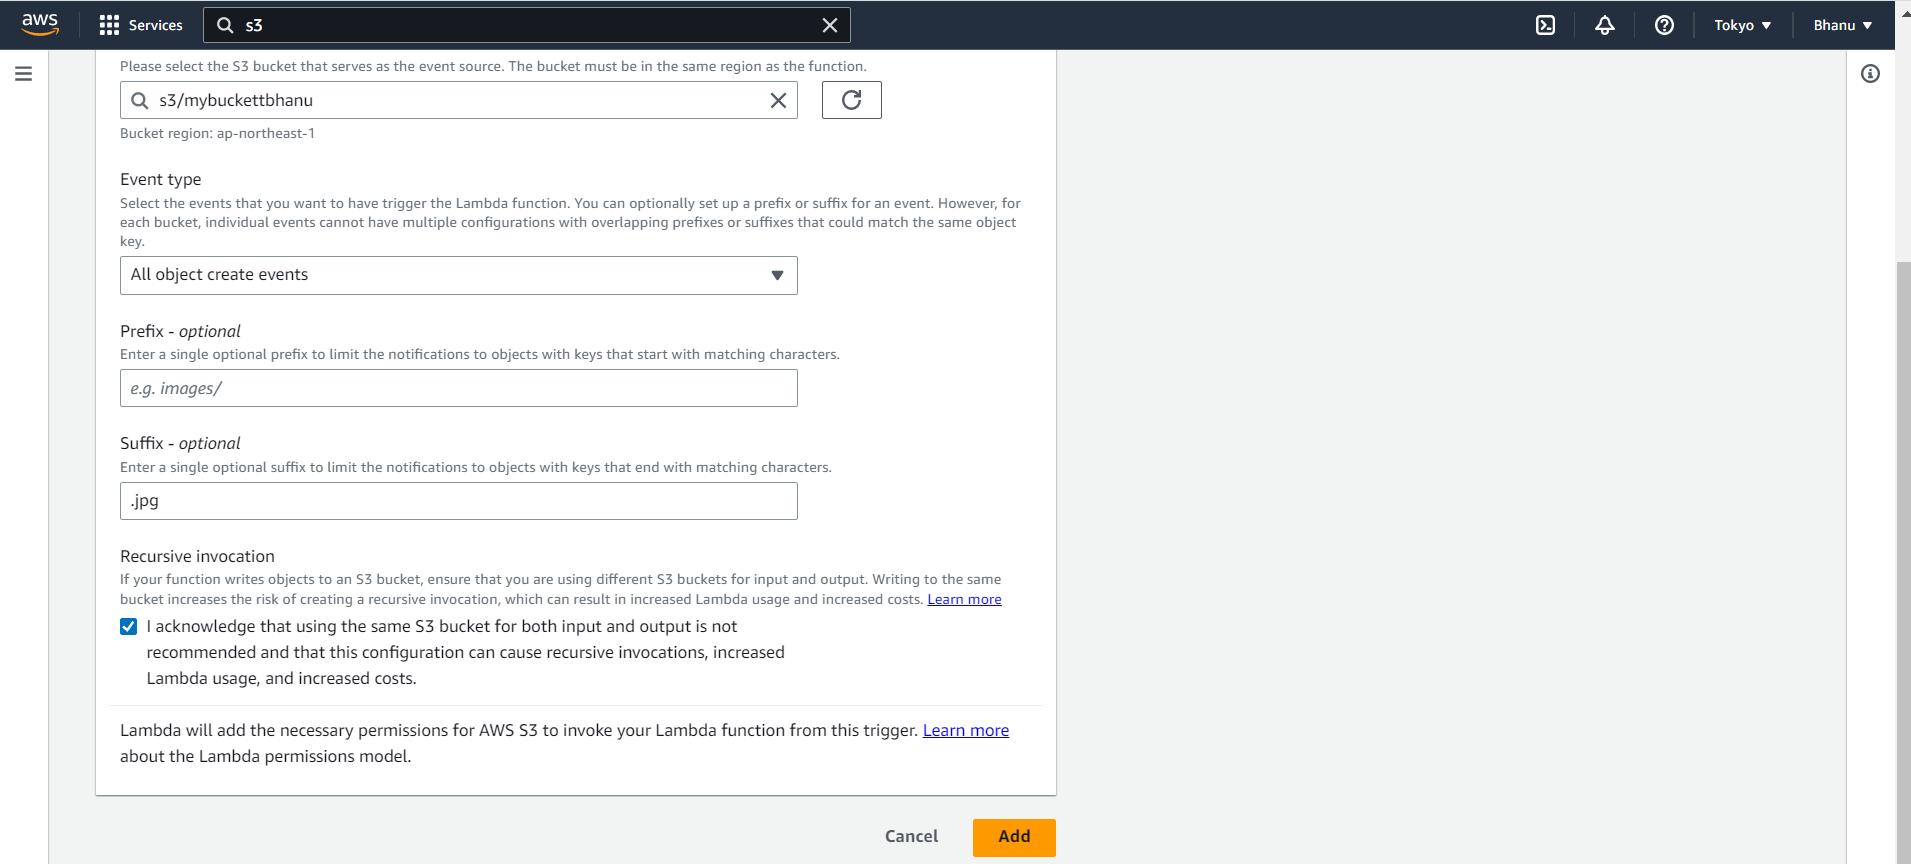 aws Services s3 Tokyo Bhanu
Please select the S3 bucket that serves as the event source. The bucket must be in the same region as the function.
s3/mybuckettbhanu
Bucket region: ap-northeast-1
Event type
Select the events that you want to have trigger the Lambda function. You can optionally set up a prefix or suffix for an event. However, for
each bucket, individual events cannot have multiple configurations with overlapping prefixes or suffixes that could match the same object
key.
All object create events
Prefix - optional
Enter a single optional prefix to limit the notifications to objects with keys that start with matching characters.
e.g. images/
Suffix - optional
Enter a single optional suffix to limit the notifications to objects with keys that end with matching characters.
.jpg
Recursive invocation
If your function writes objects to an S3 bucket, ensure that you are using different S3 buckets for input and output. Writing to the same
bucket increases the risk of creating a recursive invocation, which can result in increased Lambda usage and increased costs. Learn more
I acknowledge that using the same S3 bucket for both input and output is not
recommended and that this configuration can cause recursive invocations, increased
Lambda usage, and increased costs.
Lambda will add the necessary permissions for AWS S3 to invoke your Lambda function from this trigger. Learn more
about the Lambda permissions model.
Cancel Add